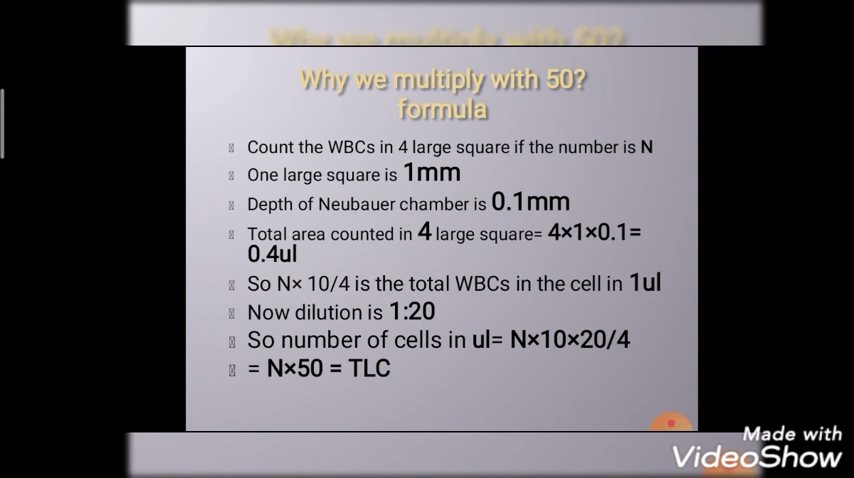 Why we multiply with 50?
formula
Count the WBCs in 4 large square if the number is N
One large square is 1mm
Depth of Neubauer chamber is 0.1mm
Total area counted in 4 large square= 4×1×0.1=
0.4ul
So N× 10/4 is the total WBCs in the cell in 1ul
Now dilution is 1:20
So number of cells in ul= N×10×20/4
= N×50 = TLC
Made with
VideoShow